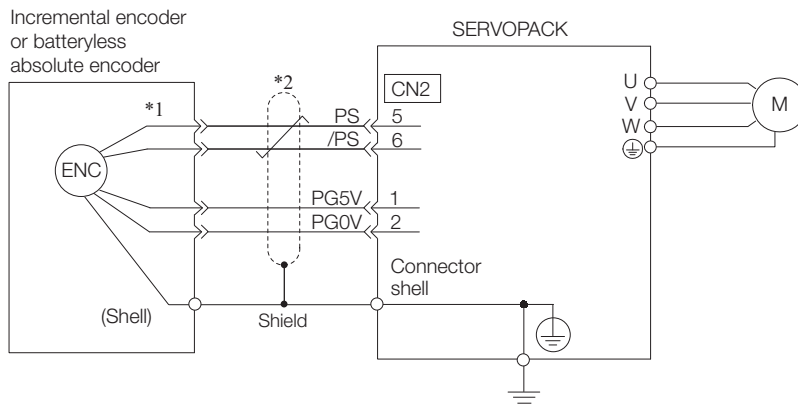 Incremental encoder
or batteryless
absolute encoder
SERVOPACK
*1
*2
CN2
ENC
PS 5
/PS 6
PG5V 1
PG0V 2
U
V
W
M
Connector
shell
(Shell)
Shield